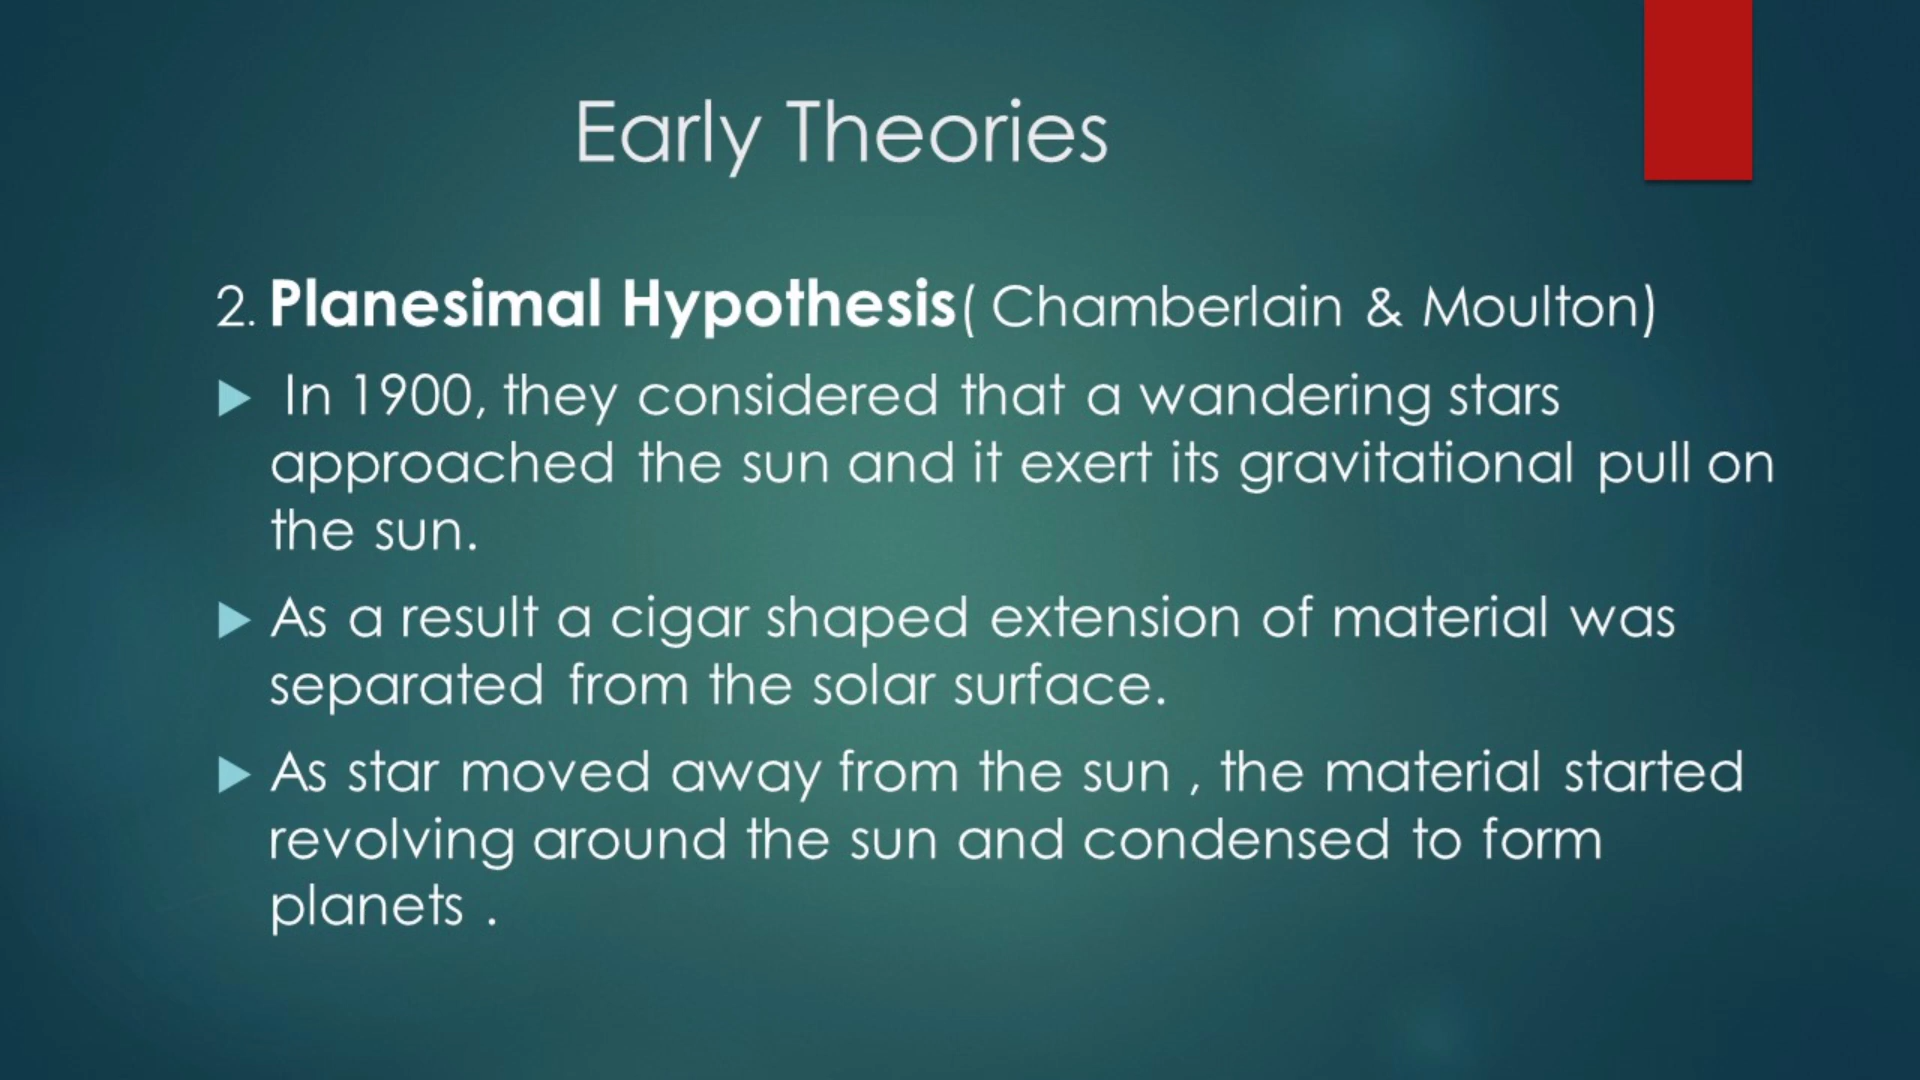 Early Theories
2. Planesimal Hypothesis( Chamberlain & Moulton)
In 1900, they considered that a wandering stars
approached the sun and it exert its gravitational pull on
the sun.
As a result a cigar shaped extension of material was
separated from the solar surface.
As star moved away from the sun , the material started
revolving around the sun and condensed to form
planets .